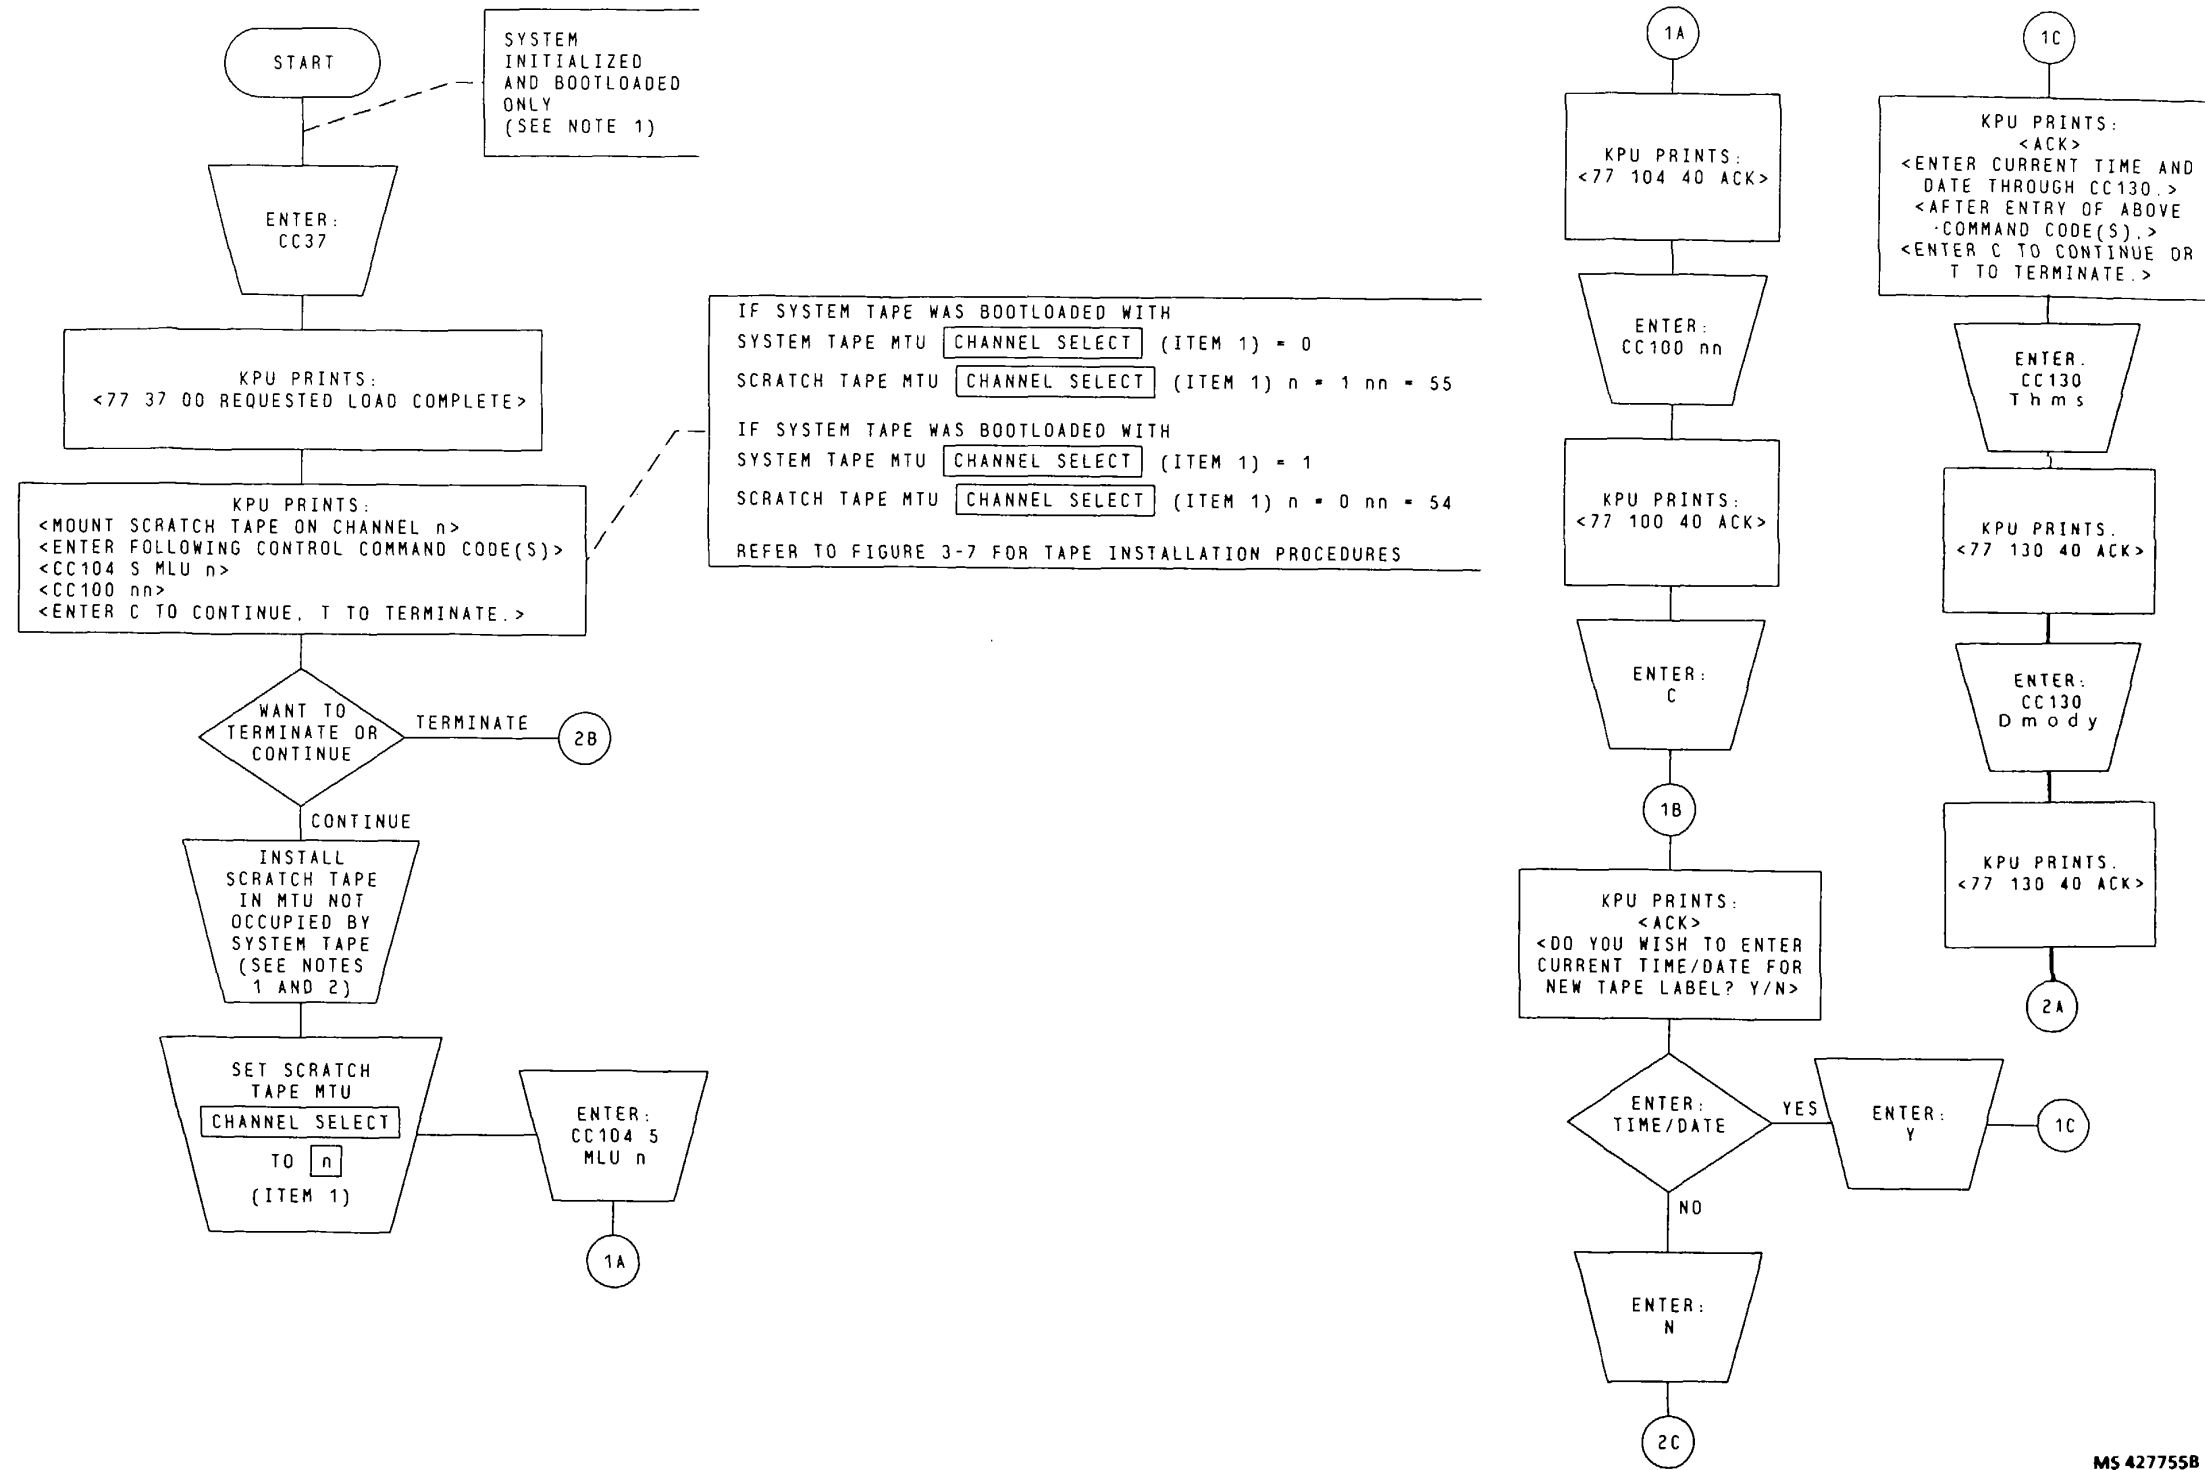 START
SYSTEM
INITIALIZED
AND BOOTLOADED
ONLY
(SEE NOTE 1)
ENTER:
CC37
KPU PRINTS:
<77 37 00 REQUESTED LOAD COMPLETE>
KPU PRINTS:
<MOUNT SCRATCH TAPE ON CHANNEL n>
<ENTER FOLLOWING CONTROL COMMAND CODE(S)>
<CC104 S MLU n>
<CC100 nn>
<ENTER C TO CONTINUE, T TO TERMINATE.>
IF SYSTEM TAPE WAS BOOTLOADED WITH
SYSTEM TAPE MTU CHANNEL SELECT (ITEM 1) = 0
SCRATCH TAPE MTU CHANNEL SELECT (ITEM 1) n = 1 nn = 55
IF SYSTEM TAPE WAS BOOTLOADED WITH
SYSTEM TAPE MTU CHANNEL SELECT (ITEM 1) = 1
SCRATCH TAPE MTU CHANNEL SELECT (ITEM 1) n = 0 nn = 54
REFER TO FIGURE 3-7 FOR TAPE INSTALLATION PROCEDURES
WANT TO
TERMINATE OR
CONTINUE
TERMINATE
2B
CONTINUE
INSTALL
SCRATCH TAPE
IN MTU NOT
OCCUPIED BY
SYSTEM TAPE
(SEE NOTES
1 AND 2)
SET SCRATCH
TAPE MTU
CHANNEL SELECT
TO n
(ITEM 1)
ENTER:
CC104 5
MLU n
1A
1A
KPU PRINTS:
<77 104 40 ACK>
ENTER:
CC100 nn
KPU PRINTS:
<77 100 40 ACK>
ENTER:
C
1B
KPU PRINTS:
<ACK>
<DO YOU WISH TO ENTER
CURRENT TIME/DATE FOR
NEW TAPE LABEL? Y/N>
ENTER:
TIME/DATE
YES
ENTER:
Y
1C
NO
ENTER:
N
2C
1C
KPU PRINTS:
<ACK>
<ENTER CURRENT TIME AND
DATE THROUGH CC130.>
<AFTER ENTRY OF ABOVE
COMMAND CODE(S).>
<ENTER C TO CONTINUE OR
T TO TERMINATE.>
ENTER.
CC130
Thms
KPU PRINTS.
<77 130 40 ACK>
ENTER:
CC130
Dmody
KPU PRINTS.
<77 130 40 ACK>
2A
MS 427755B